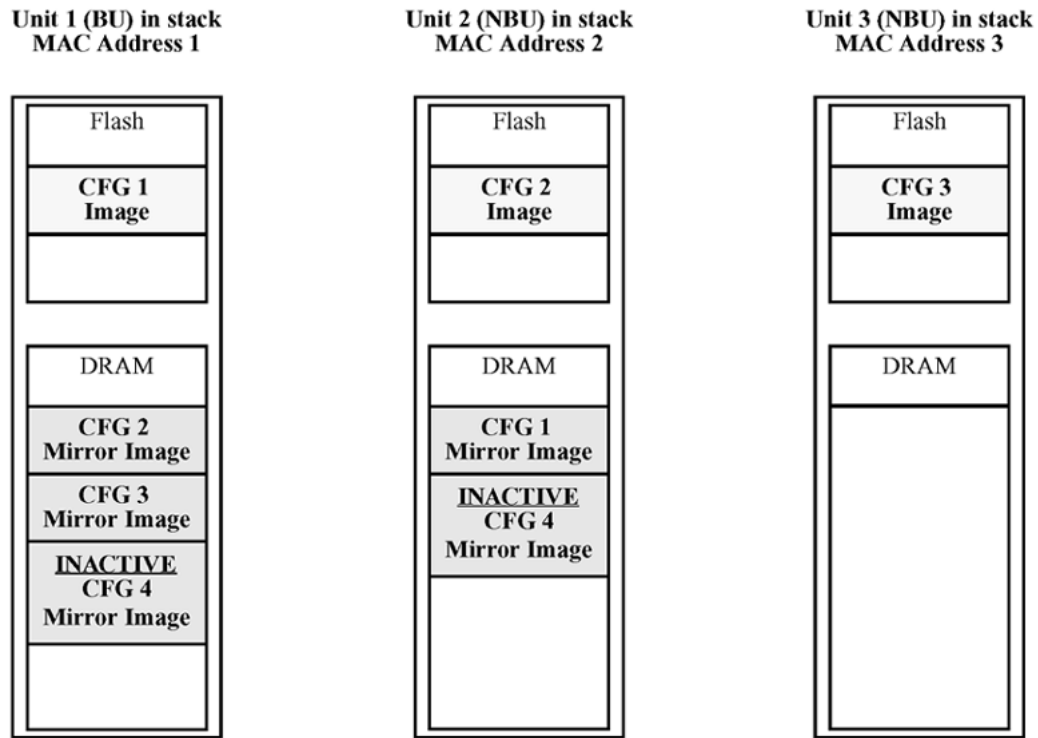 Unit 1 (BU) in stack
MAC Address 1
Flash
CFG 1
Image
DRAM
CFG 2
Mirror Image
CFG 3
Mirror Image
INACTIVE
CFG 4
Mirror Image
Unit 2 (NBU) in stack
MAC Address 2
Flash
CFG 2
Image
DRAM
CFG 1
Mirror Image
INACTIVE
CFG 4
Mirror Image
Unit 3 (NBU) in stack
MAC Address 3
Flash
CFG 3
Image
DRAM